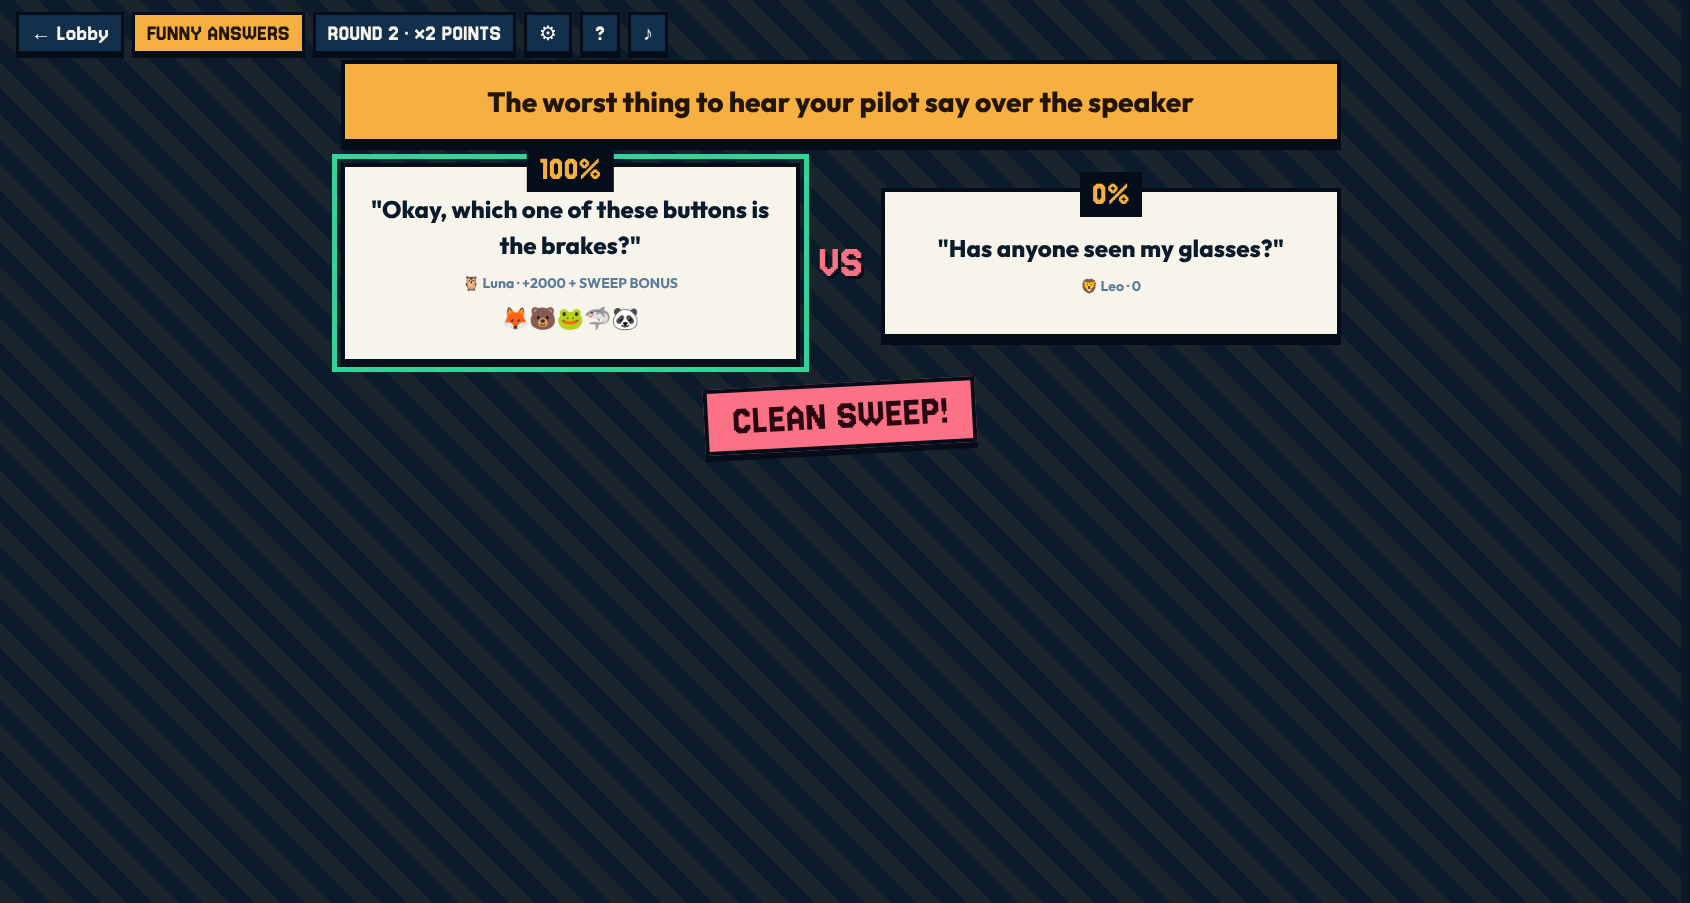 ← Lobby
FUNNY ANSWERS
ROUND 2 · ×2 POINTS
?
The worst thing to hear your pilot say over the speaker
100%
"Okay, which one of these buttons is
the brakes?"
Luna · +2000 + SWEEP BONUS
VS
0%
"Has anyone seen my glasses?"
Leo · 0
CLEAN SWEEP!